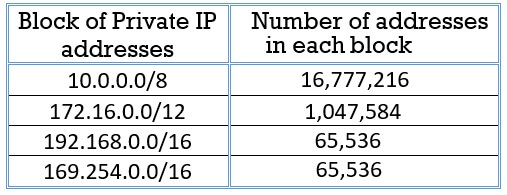 Block of Private IP Number of addresses
addresses in each block
10.0.0.0/8 16,777,216
172.16.0.0/12 1,047,584
192.168.0.0/16 65,536
169.254.0.0/16 65,536